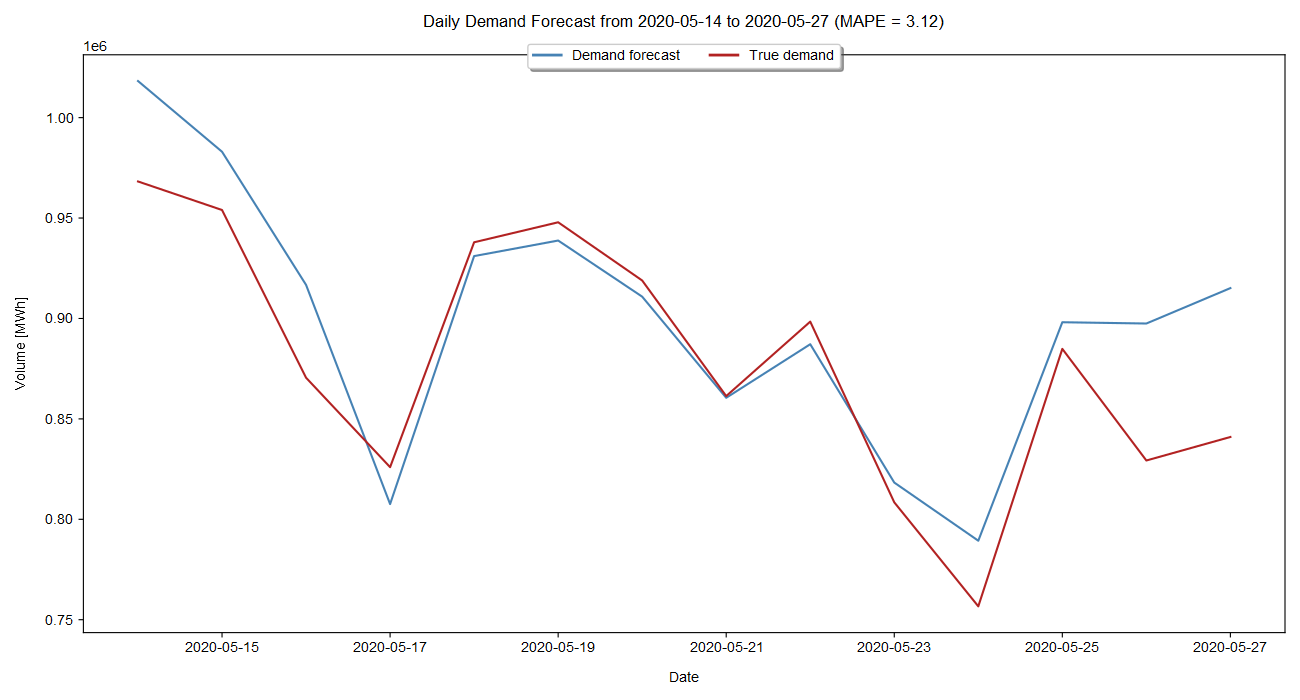 Daily Demand Forecast from 2020-05-14 to 2020-05-27 (MAPE = 3.12)
1e6
Demand forecast
True demand
1.00
0.95
0.90
0.85
0.80
0.75
Volume [MWh]
2020-05-15
2020-05-17
2020-05-19
2020-05-21
2020-05-23
2020-05-25
2020-05-27
Date